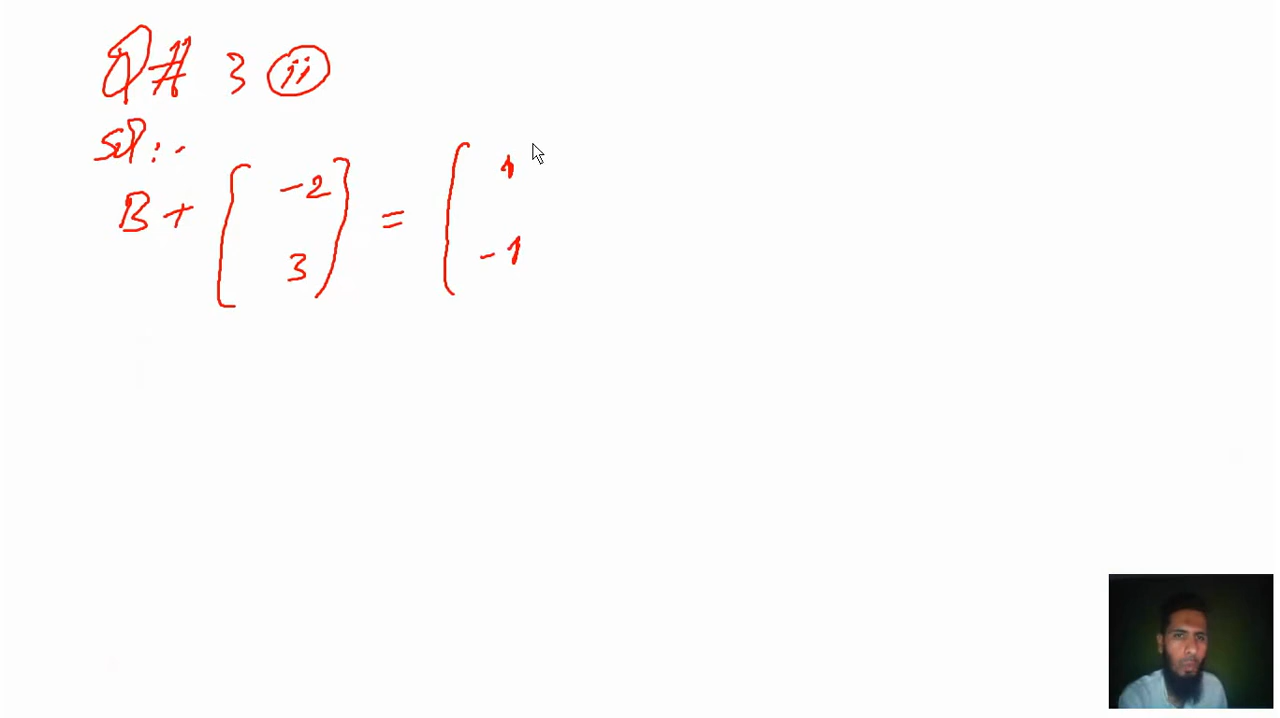 Q# 3 (ii)
Sol:-
B + [ -2 ] = [ 1
3 -1